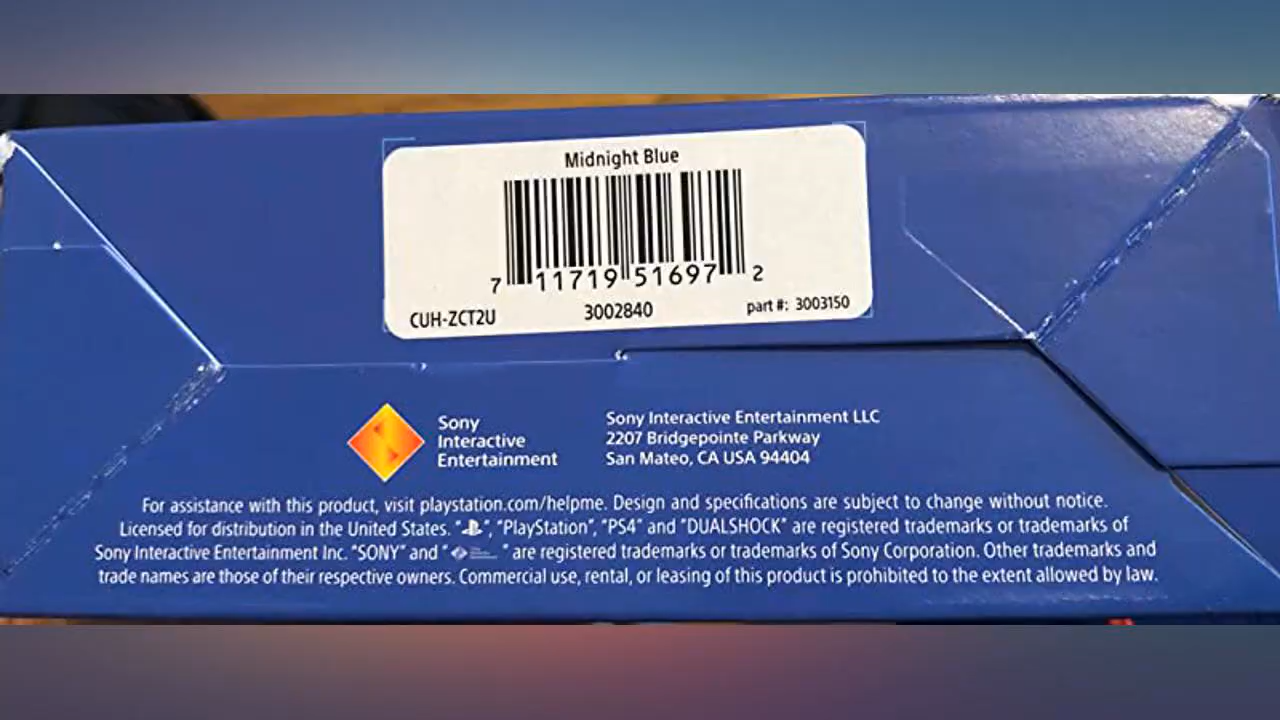 Midnight Blue
7 11719 51697 2
CUH-ZCT2U 3002840 part #: 3003150
Sony
Interactive
Entertainment
Sony Interactive Entertainment LLC
2207 Bridgepointe Parkway
San Mateo, CA USA 94404
For assistance with this product, visit playstation.com/helpme. Design and specifications are subject to change without notice.
Licensed for distribution in the United States. " ", "PlayStation", "PS4" and "DUALSHOCK" are registered trademarks or trademarks of
Sony Interactive Entertainment Inc. "SONY" and " " are registered trademarks or trademarks of Sony Corporation. Other trademarks and
trade names are those of their respective owners. Commercial use, rental, or leasing of this product is prohibited to the extent allowed by law.